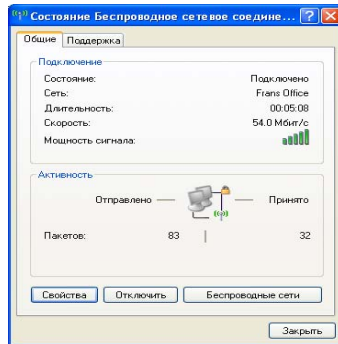 Состояние Беспроводное сетевое соедине...
Общие Поддержка
Подключение
Состояние: Подключено
Сеть: Frans Office
Длительность: 00:05:08
Скорость: 54.0 Мбит/с
Мощность сигнала:
Активность
Отправлено — — Принято
Пакетов: 83 | 32
Свойства Отключить Беспроводные сети
Закрыть